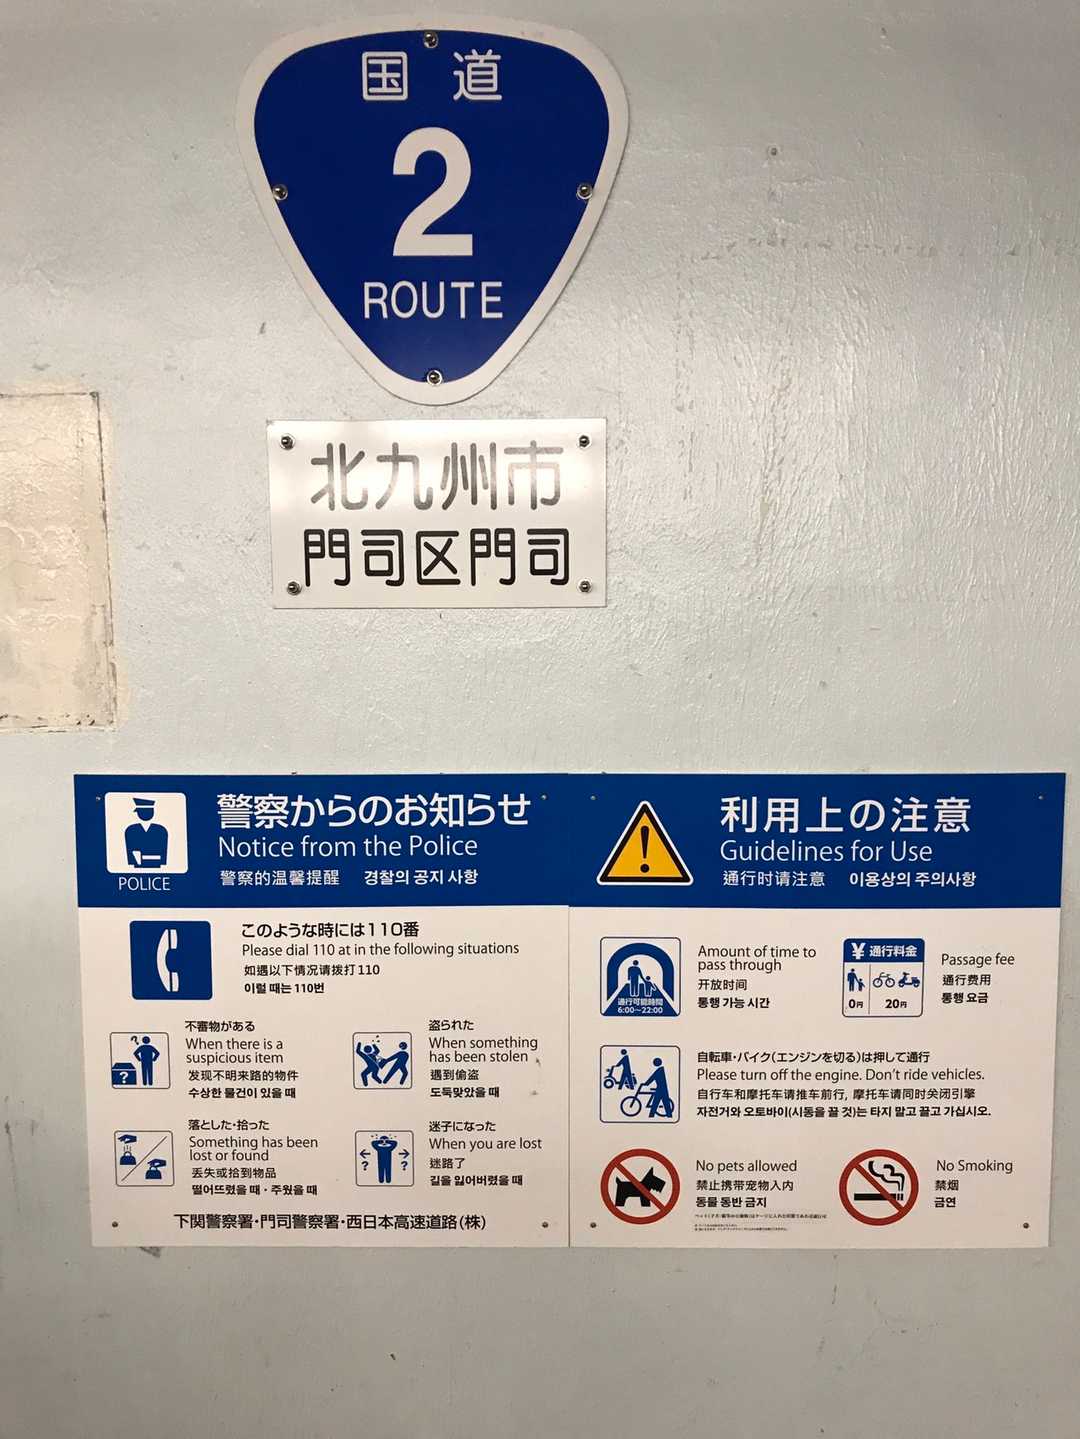 国 道
2
ROUTE
北九州市
門司区門司
POLICE
警察からのお知らせ
Notice from the Police
警察的温馨提醒 경찰의 공지 사항
このような時には110番
Please dial 110 at in the following situations
如遇以下情况请拨打110
이럴 때는 110번
不審物がある
When there is a
suspicious item
发现不明来路的物件
수상한 물건이 있을 때
?
?
盗られた
When something
has been stolen
遇到偷盗
도둑맞았을 때
落とした・拾った
Something has been
lost or found
丢失或拾到物品
떨어뜨렸을 때・주웠을 때
迷子になった
When you are lost
迷路了
길을 잃어버렸을 때
? ?
下関警察署・門司警察署・西日本高速道路(株)
利用上の注意
Guidelines for Use
通行时请注意 이용상의 주의사항
通行可能時間
6:00~22:00
Amount of time to
pass through
开放时间
통행 가능 시간
¥ 通行料金
0円 20円
Passage fee
通行费用
통행 요금
自転車・バイク(エンジンを切る)は押して通行
Please turn off the engine. Don't ride vehicles.
自行车和摩托车请推车前行, 摩托车请同时关闭引擎
자전거와 오토바이(시동을 끌 것)는 타지 말고 끌고 가십시오.
No pets allowed
禁止携带宠物入内
동물 동반 금지
No Smoking
禁烟
금연